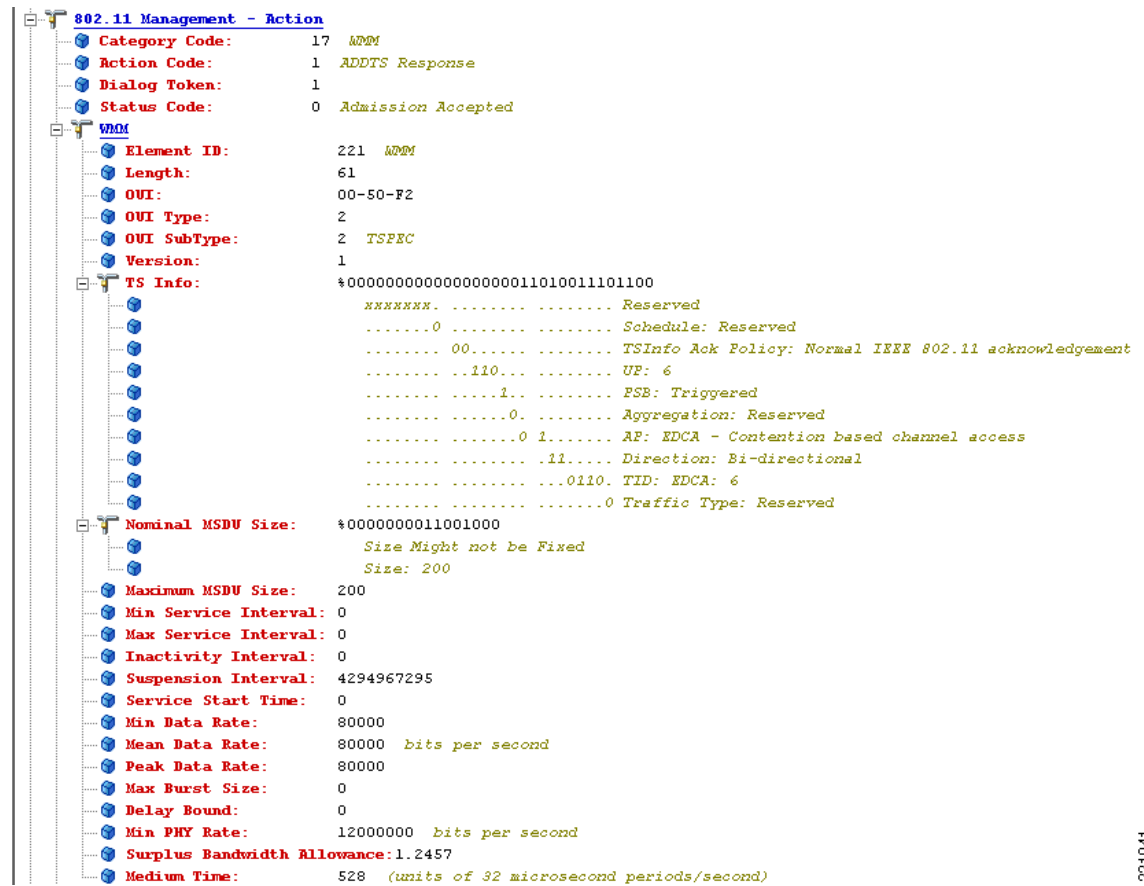 802.11 Management - Action
Category Code: 17 WMM
Action Code: 1 ADDTS Response
Dialog Token: 1
Status Code: 0 Admission Accepted
WMM
Element ID: 221 WMM
Length: 61
OUI: 00-50-F2
OUI Type: 2
OUI SubType: 2 TSPEC
Version: 1
TS Info: %00000000000000000011010011101100
xxxxxxx. ........ ........ Reserved
.......0 ........ ........ Schedule: Reserved
........ 00...... ........ TSInfo Ack Policy: Normal IEEE 802.11 acknowledgement
........ ..110... ........ UP: 6
........ .....1.. ........ PSB: Triggered
........ ......0. ........ Aggregation: Reserved
........ .......0 1....... AP: EDCA - Contention based channel access
........ ........ .11..... Direction: Bi-directional
........ ........ ...0110. TID: EDCA: 6
........ ........ .......0 Traffic Type: Reserved
Nominal MSDU Size: %0000000011001000
Size Might not be Fixed
Size: 200
Maximum MSDU Size: 200
Min Service Interval: 0
Max Service Interval: 0
Inactivity Interval: 0
Suspension Interval: 4294967295
Service Start Time: 0
Min Data Rate: 80000
Mean Data Rate: 80000 bits per second
Peak Data Rate: 80000
Max Burst Size: 0
Delay Bound: 0
Min PHY Rate: 12000000 bits per second
Surplus Bandwidth Allowance:1.2457
Medium Time: 528 (units of 32 microsecond periods/second)